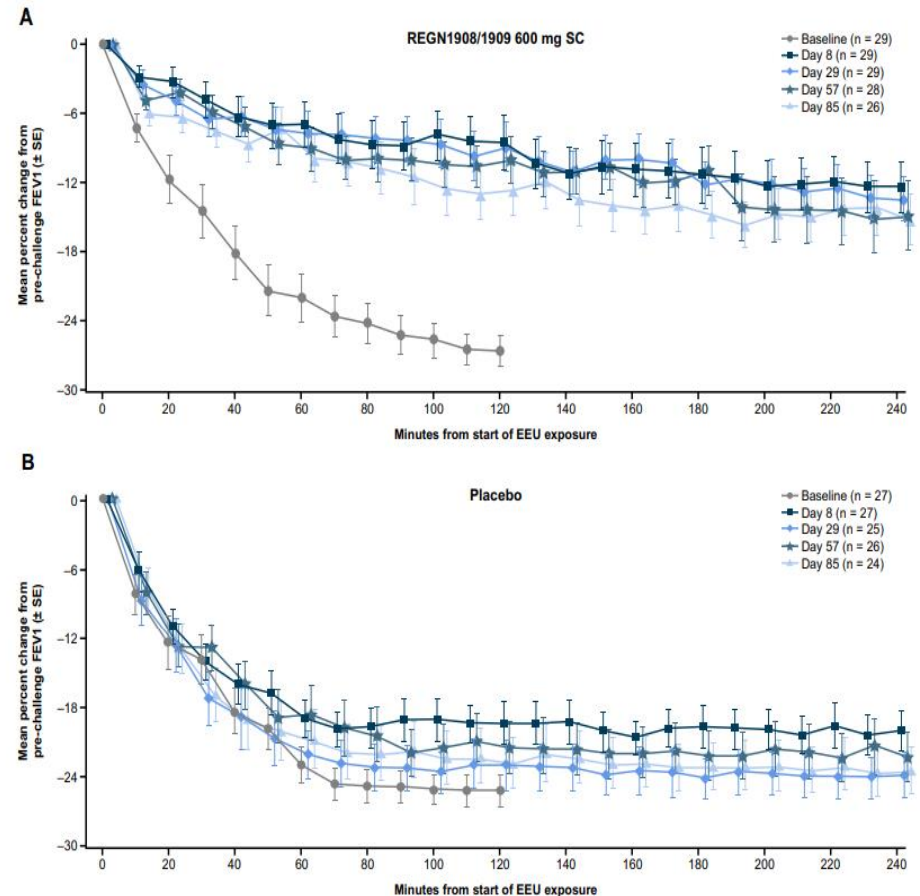 A
REGN1908/1909 600 mg SC
Baseline (n = 29)
Day 8 (n = 29)
Day 29 (n = 29)
Day 57 (n = 28)
Day 85 (n = 26)
Mean percent change from
pre-challenge FEV1 (± SE)
0
–6
–12
–18
–24
–30
0 20 40 60 80 100 120 140 160 180 200 220 240
Minutes from start of EEU exposure
B
Placebo
Baseline (n = 27)
Day 8 (n = 27)
Day 29 (n = 25)
Day 57 (n = 26)
Day 85 (n = 24)
Mean percent change from
pre-challenge FEV1 (± SE)
0
–6
–12
–18
–24
–30
0 20 40 60 80 100 120 140 160 180 200 220 240
Minutes from start of EEU exposure